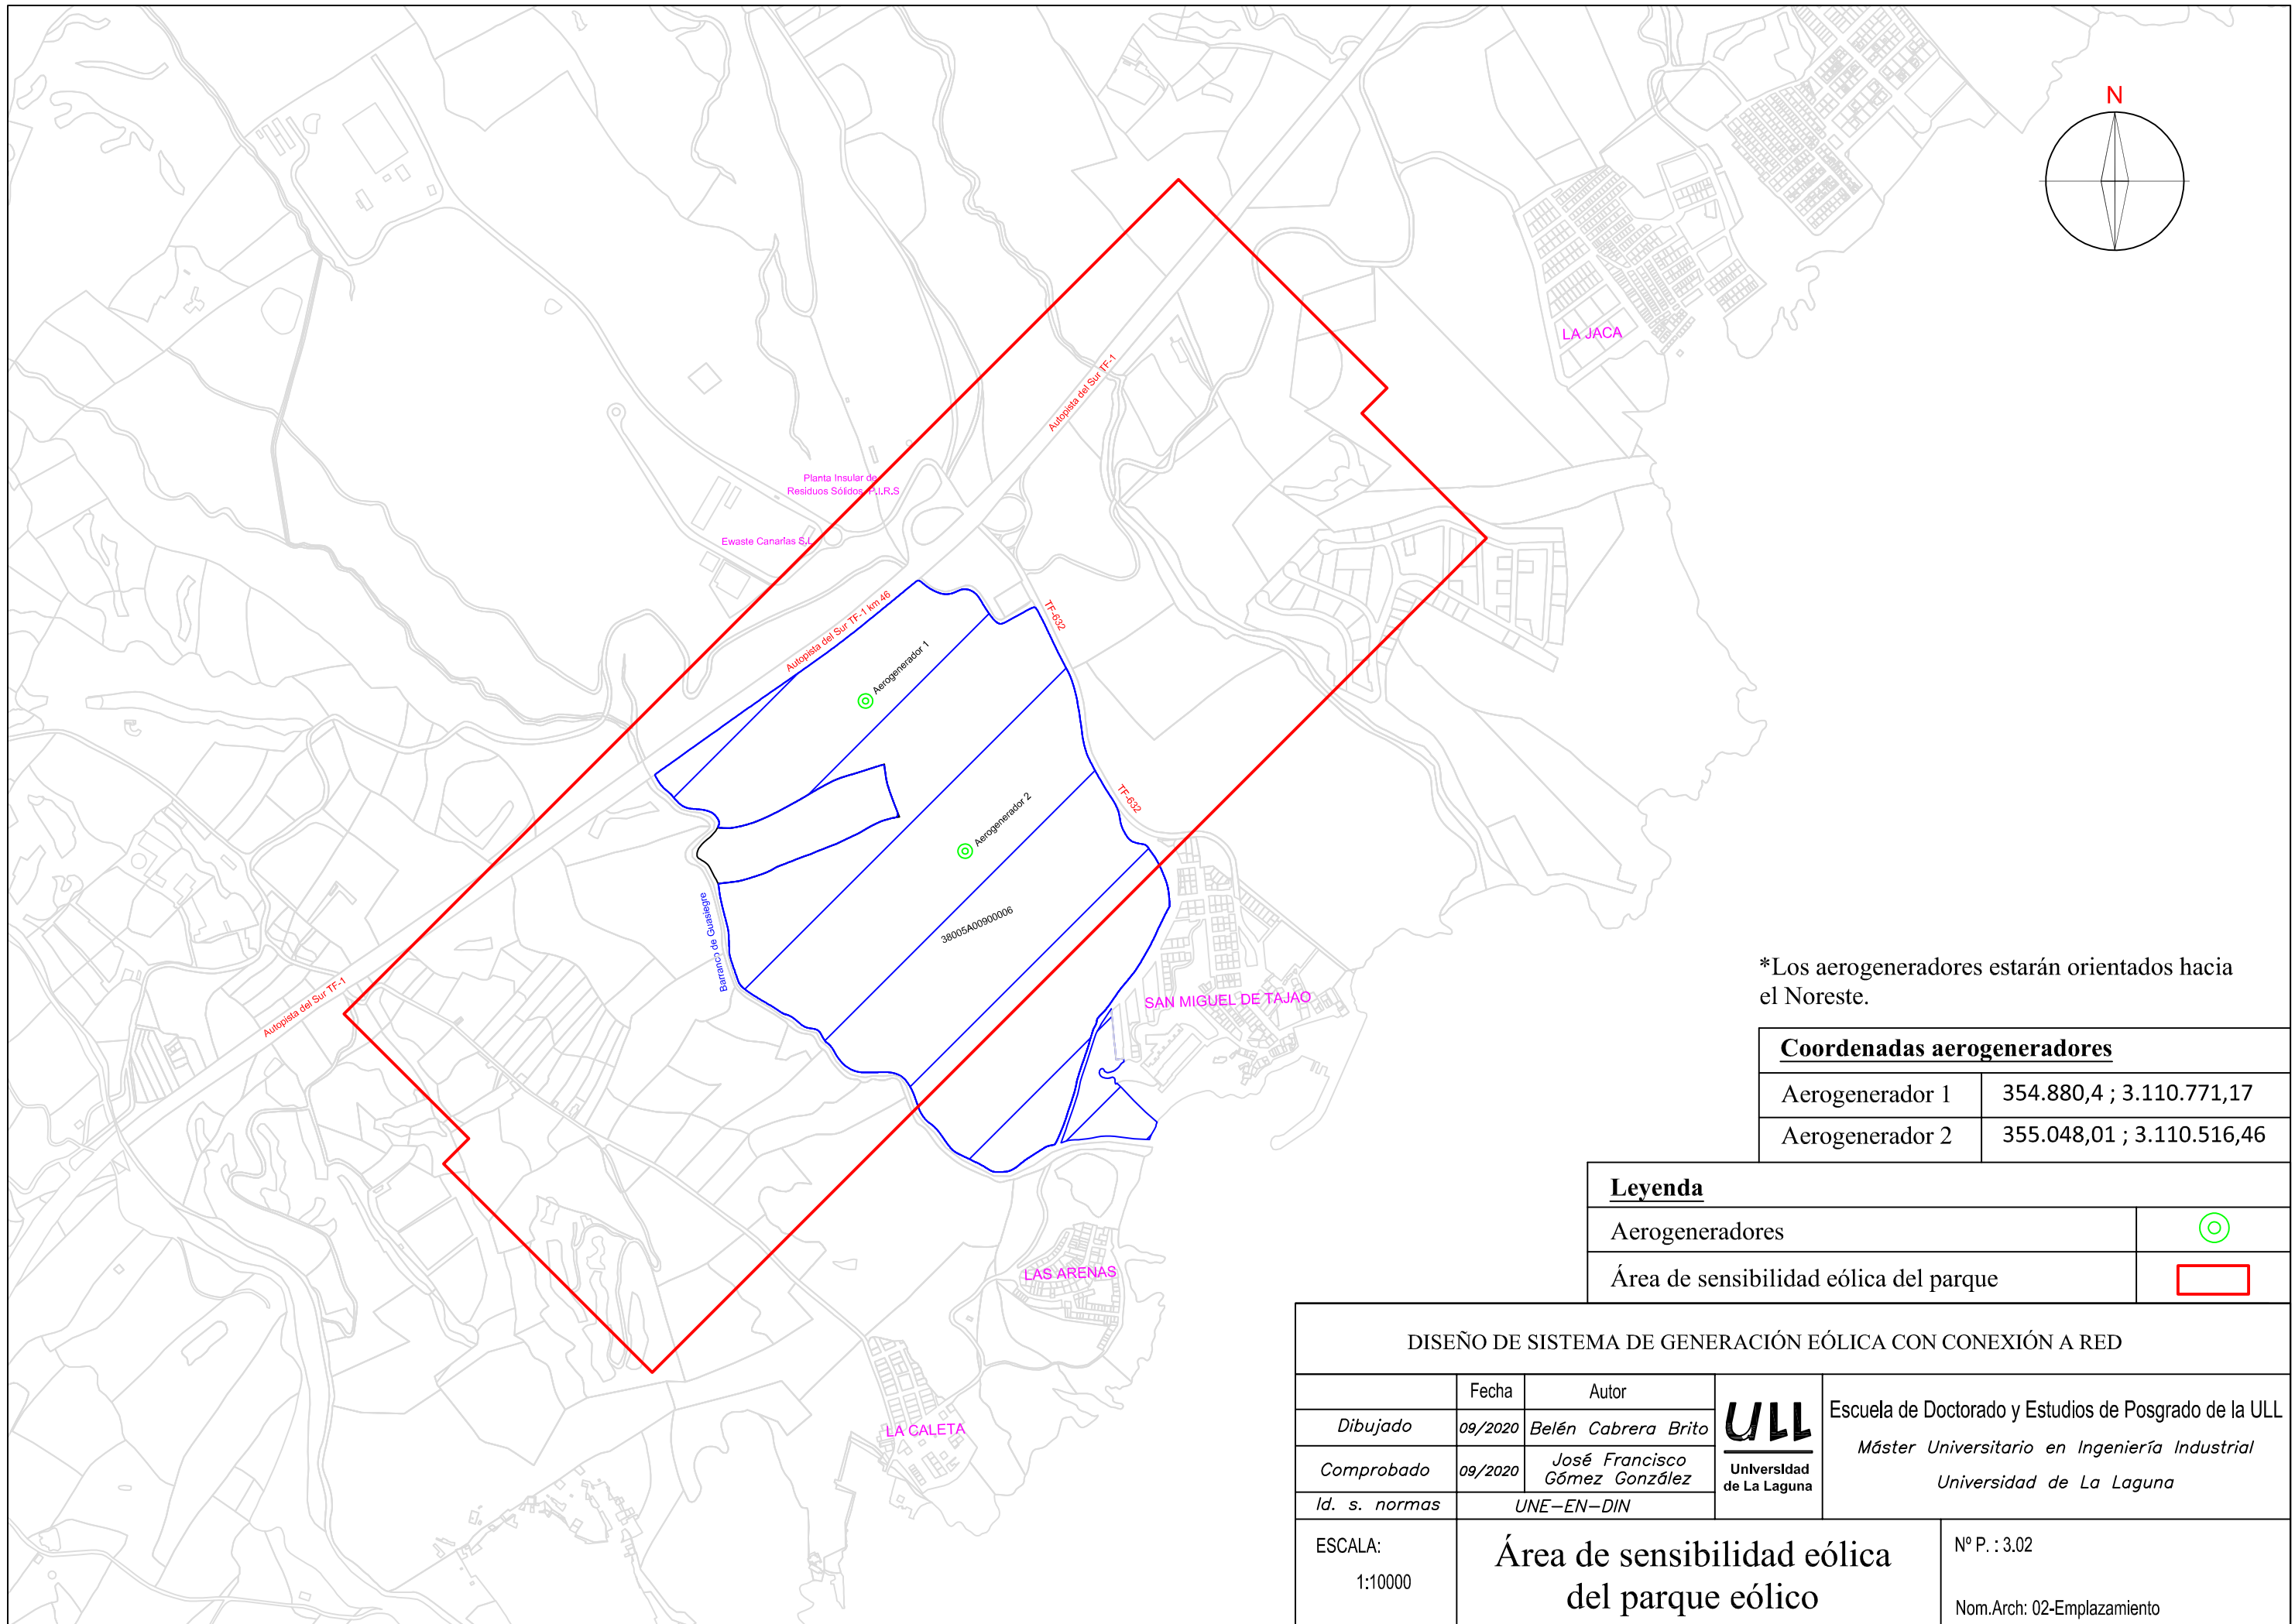 N
LA JACA
Autopista del Sur TF-1
Planta Insular de
Residuos Sólidos P.I.R.S
Ewaste Canarias S.L
Autopista del Sur TF-1 km 46
TF-632
Aerogenerador 1
TF-632
Aerogenerador 2
Barranco de Guasiegre
38005A00900006
Autopista del Sur TF-1
SAN MIGUEL DE TAJAO
LAS ARENAS
LA CALETA
*Los aerogeneradores estarán orientados hacia
el Noreste.
Coordenadas aerogeneradores
Aerogenerador 1 354.880,4 ; 3.110.771,17
Aerogenerador 2 355.048,01 ; 3.110.516,46
Leyenda
Aerogeneradores
Área de sensibilidad eólica del parque
DISEÑO DE SISTEMA DE GENERACIÓN EÓLICA CON CONEXIÓN A RED
Fecha Autor
Dibujado 09/2020 Belén Cabrera Brito
Comprobado 09/2020 José Francisco
Gómez González
Id. s. normas UNE-EN-DIN
ULL
Universidad
de La Laguna
Escuela de Doctorado y Estudios de Posgrado de la ULL
Máster Universitario en Ingeniería Industrial
Universidad de La Laguna
ESCALA:
1:10000
Área de sensibilidad eólica
del parque eólico
Nº P. : 3.02
Nom.Arch: 02-Emplazamiento